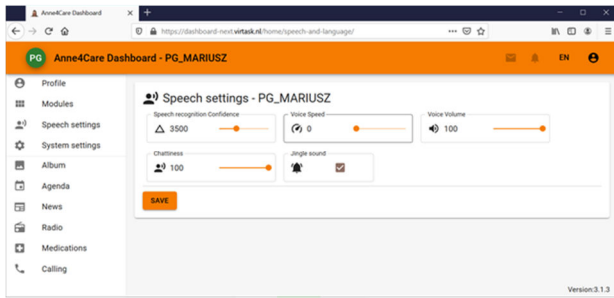 Anne4Care Dashboard
https://dashboard-next.virtask.nl/home/speech-and-language/
PG Anne4Care Dashboard - PG_MARIUSZ EN
Profile
Modules
Speech settings
System settings
Album
Agenda
News
Radio
Medications
Calling
Speech settings - PG_MARIUSZ
Speech recognition Confidence Voice Speed Voice Volume
3500 0 100
Chattiness Jingle sound
100
SAVE
Version:3.1.3